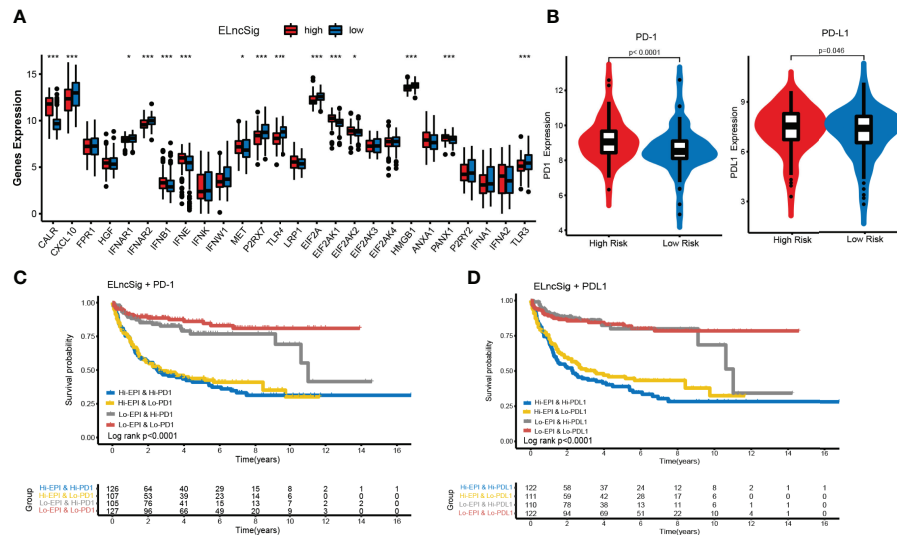 A
ELncSig
high
low
Genes Expression
15
10
5
0
*** *** * *** *** *** * *** *** *** *** * *** *** ***
CALR
CXCL10
FPR1
HGF
IFNAR1
IFNAR2
IFNB1
IFNE
IFNK
IFNW1
MET
P2RX7
TLR4
LRP1
EIF2A
EIF2AK1
EIF2AK2
EIF2AK3
EIF2AK4
HMGB1
ANXA1
PANX1
P2RY2
IFNA1
IFNA2
TLR3
B
PD-1
p< 0.0001
PD1 Expression
12
10
8
6
4
High Risk
Low Risk
PD-L1
p=0.046
PDL1 Expression
9
6
3
High Risk
Low Risk
C
ELncSig + PD-1
Survival probability
1.00
0.75
0.50
0.25
0.00
Hi-EPI & Hi-PD1
Hi-EPI & Lo-PD1
Lo-EPI & Hi-PD1
Lo-EPI & Lo-PD1
Log rank p<0.0001
0 2 4 6 8 10 12 14 16
Time(years)
Group
Hi-EPI & Hi-PD1 126 64 40 29 15 8 2 1 1
Hi-EPI & Lo-PD1 107 53 39 23 14 6 0 0 0
Lo-EPI & Hi-PD1 105 76 41 15 13 7 2 2 0
Lo-EPI & Lo-PD1 127 96 66 49 20 9 3 0 0
0 2 4 6 8 10 12 14 16
Time(years)
D
ELncSig + PDL1
Survival probability
1.00
0.75
0.50
0.25
0.00
Hi-EPI & Hi-PDL1
Hi-EPI & Lo-PDL1
Lo-EPI & Hi-PDL1
Lo-EPI & Lo-PDL1
Log rank p<0.0001
0 2 4 6 8 10 12 14 16
Time(years)
Group
Hi-EPI & Hi-PDL1 122 58 37 24 12 8 2 1 1
Hi-EPI & Lo-PDL1 111 59 42 28 17 6 0 0 0
Lo-EPI & Hi-PDL1 110 78 38 13 11 6 1 1 0
Lo-EPI & Lo-PDL1 122 94 69 51 22 10 4 1 0
0 2 4 6 8 10 12 14 16
Time(years)